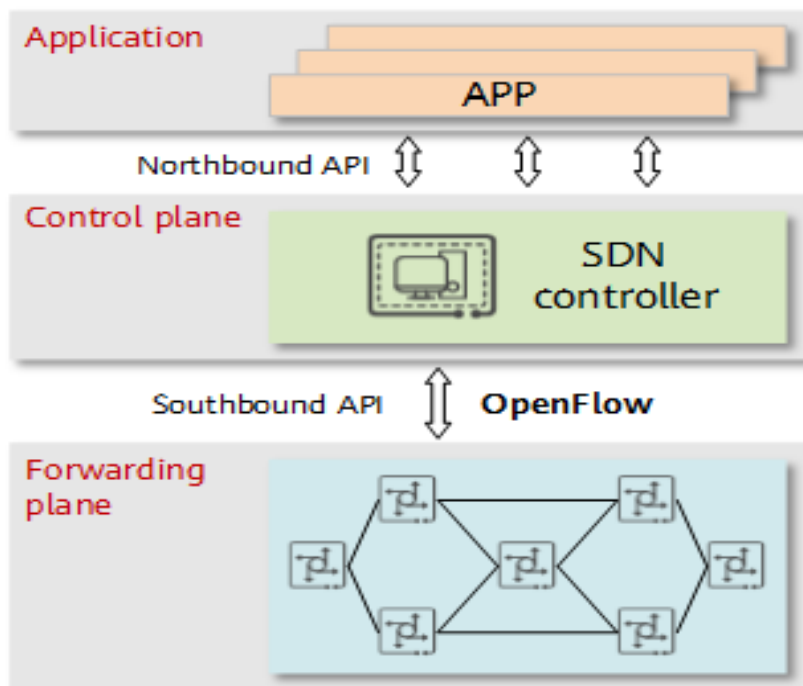 Application
APP
Northbound API
Control plane
SDN
controller
Southbound API OpenFlow
Forwarding
plane